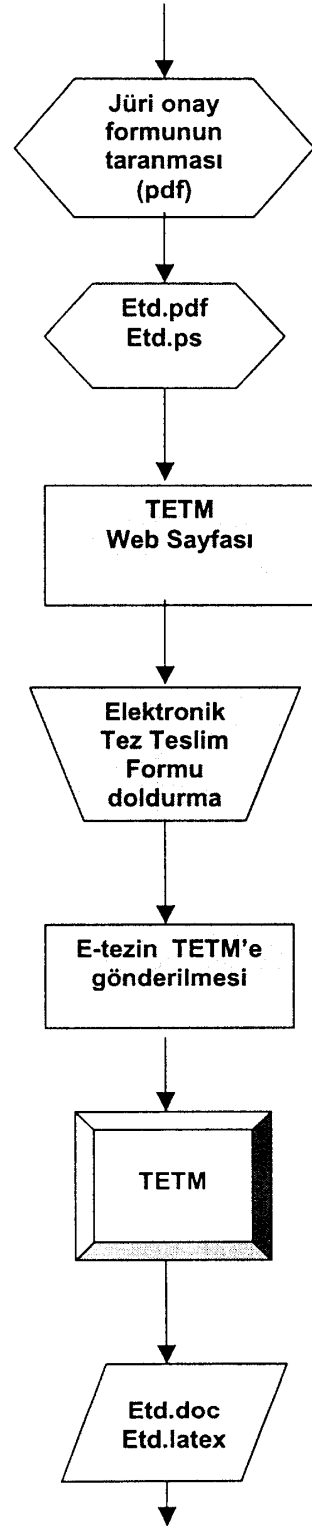 Jüri onay
formunun
taranması
(pdf)
Etd.pdf
Etd.ps
TETM
Web Sayfası
Elektronik
Tez Teslim
Formu
doldurma
E-tezin TETM'e
gönderilmesi
TETM
Etd.doc
Etd.latex